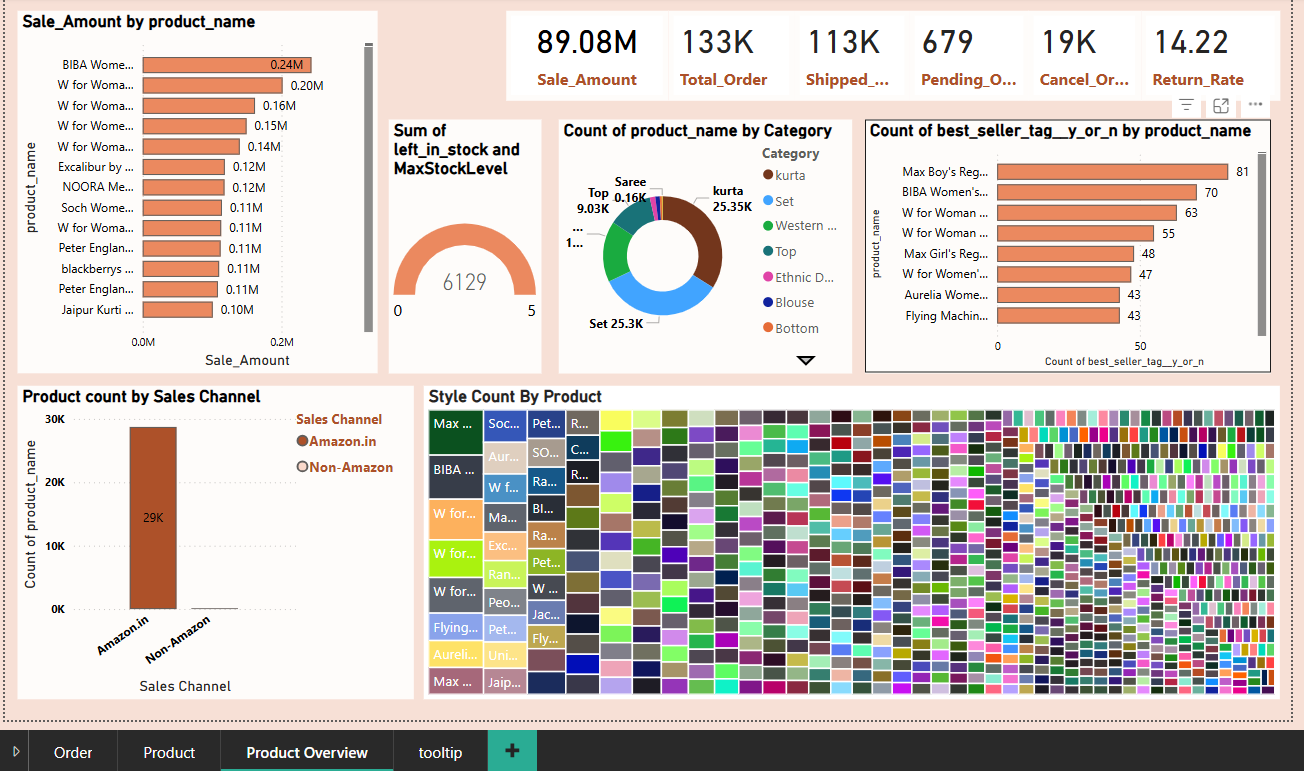 Sale_Amount by product_name
product_name
BIBA Wome... 0.24M
W for Woma... 0.20M
W for Woma... 0.16M
W for Wome... 0.15M
W for Wome... 0.14M
Excalibur by ... 0.12M
NOORA Me... 0.12M
Soch Wome... 0.11M
W for Woma... 0.11M
Peter Englan... 0.11M
blackberrys ... 0.11M
Peter Englan... 0.11M
Jaipur Kurti ... 0.10M
0.0M 0.2M
Sale_Amount
89.08M 133K 113K 679 19K 14.22
Sale_Amount Total_Order Shipped_... Pending_O... Cancel_Or... Return_Rate
Sum of
left_in_stock and
MaxStockLevel
6129
0 5
Count of product_name by Category
Category
kurta
Set
Western ...
Top
Ethnic D...
Blouse
Bottom
Saree
0.16K
Top
9.03K
...
1...
kurta
25.35K
Set 25.3K
Count of best_seller_tag__y_or_n by product_name
product_name
Max Boy's Reg... 81
BIBA Women's... 70
W for Woman ... 63
W for Woman ... 55
Max Girl's Reg... 48
W for Women'... 47
Aurelia Wome... 43
Flying Machin... 43
0 50
Count of best_seller_tag__y_or_n
Product count by Sales Channel
Count of product_name
30K
20K
10K
0K
29K
Amazon.in
Non-Amazon
Sales Channel
Sales Channel
Amazon.in
Non-Amazon
Style Count By Product
Max ...
BIBA ...
W for...
W for...
W for...
Flying...
Aureli...
Max ...
Soc...
Aur...
W f...
Ma...
Exc...
Ran...
Peo...
Pet...
Uni...
Jaip...
Pet...
SO...
Ra...
Bl...
Ra...
Pet...
W ...
Jac...
Fly...
R...
C...
R...
Order Product Product Overview tooltip +